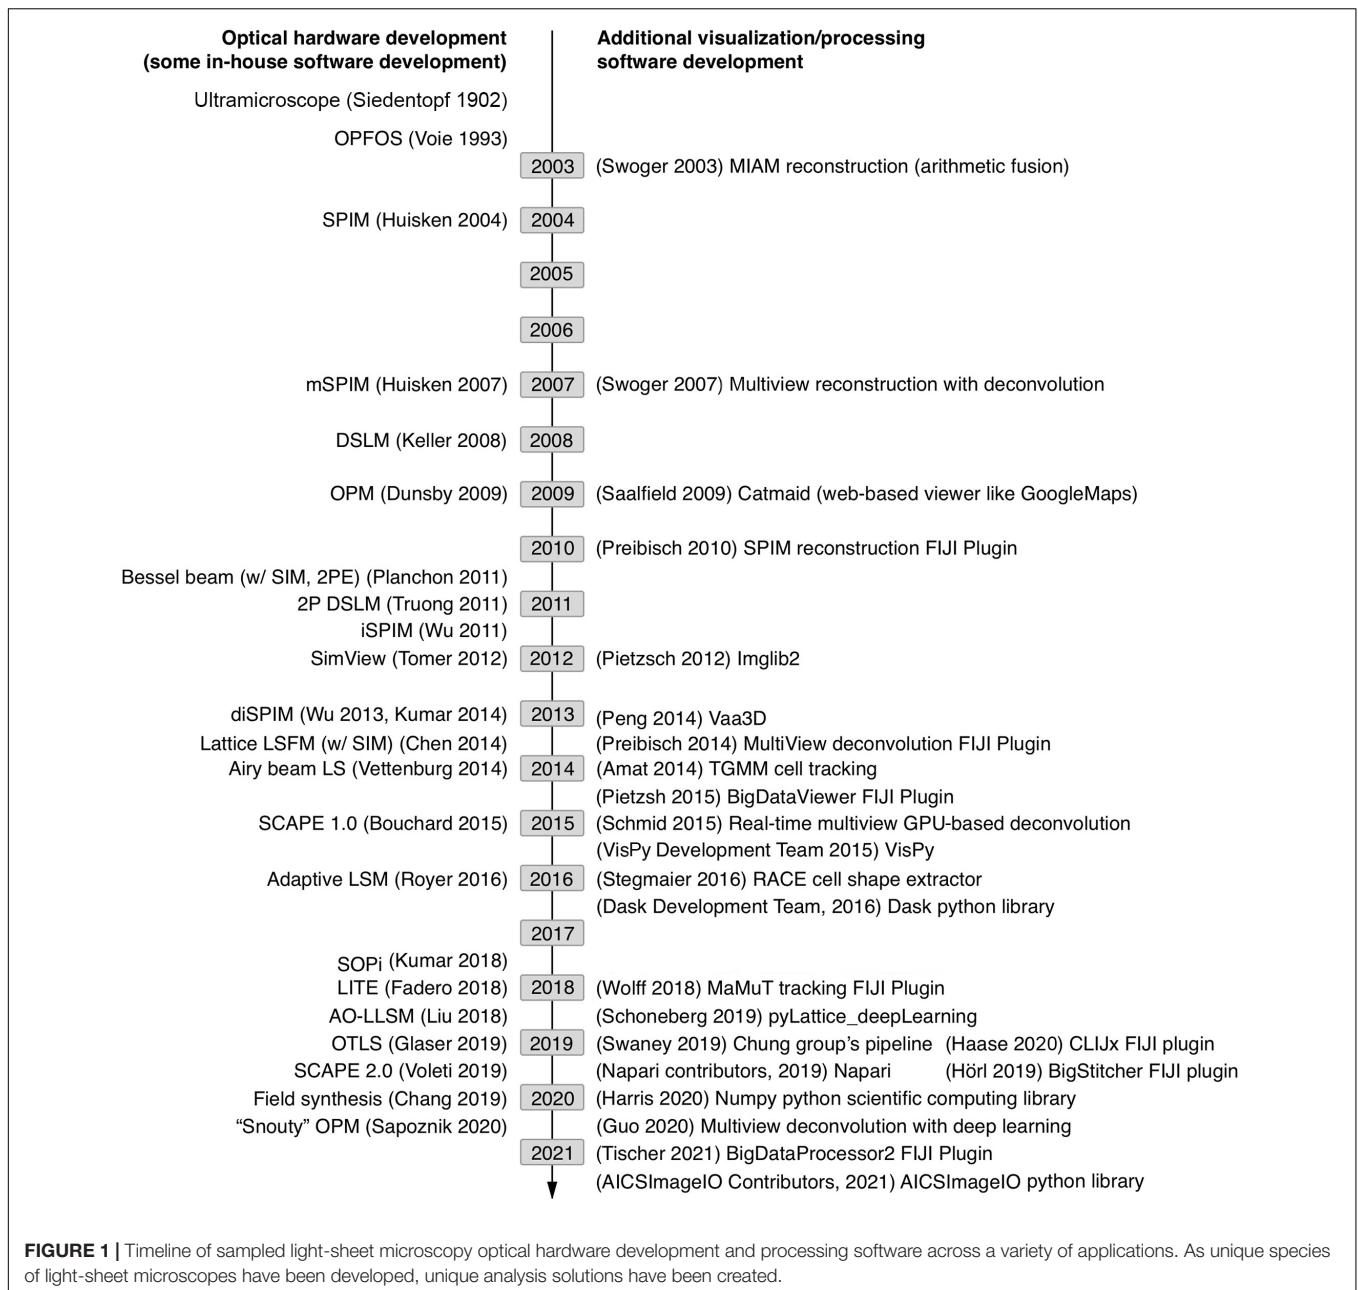 Optical hardware development
(some in-house software development)
Additional visualization/processing
software development
Ultramicroscope (Siedentopf 1902)
OPFOS (Voie 1993)
2003 (Swoger 2003) MIAM reconstruction (arithmetic fusion)
SPIM (Huisken 2004) 2004
2005
2006
mSPIM (Huisken 2007) 2007 (Swoger 2007) Multiview reconstruction with deconvolution
DSLM (Keller 2008) 2008
OPM (Dunsby 2009) 2009 (Saalfield 2009) Catmaid (web-based viewer like GoogleMaps)
2010 (Preibisch 2010) SPIM reconstruction FIJI Plugin
Bessel beam (w/ SIM, 2PE) (Planchon 2011)
2P DSLM (Truong 2011) 2011
iSPIM (Wu 2011)
SimView (Tomer 2012) 2012 (Pietzsch 2012) Imglib2
diSPIM (Wu 2013, Kumar 2014) 2013 (Peng 2014) Vaa3D
Lattice LSFM (w/ SIM) (Chen 2014) (Preibisch 2014) MultiView deconvolution FIJI Plugin
Airy beam LS (Vettenburg 2014) 2014 (Amat 2014) TGMM cell tracking
(Pietzsh 2015) BigDataViewer FIJI Plugin
SCAPE 1.0 (Bouchard 2015) 2015 (Schmid 2015) Real-time multiview GPU-based deconvolution
(VisPy Development Team 2015) VisPy
Adaptive LSM (Royer 2016) 2016 (Stegmaier 2016) RACE cell shape extractor
(Dask Development Team, 2016) Dask python library
2017
SOPi (Kumar 2018)
LITE (Fadero 2018) 2018 (Wolff 2018) MaMuT tracking FIJI Plugin
AO-LLSM (Liu 2018) (Schoneberg 2019) pyLattice_deepLearning
OTLS (Glaser 2019) 2019 (Swaney 2019) Chung group's pipeline (Haase 2020) CLIJx FIJI plugin
SCAPE 2.0 (Voleti 2019) (Napari contributors, 2019) Napari (Hörl 2019) BigStitcher FIJI plugin
Field synthesis (Chang 2019) 2020 (Harris 2020) Numpy python scientific computing library
“Snouty” OPM (Sapoznik 2020) (Guo 2020) Multiview deconvolution with deep learning
2021 (Tischer 2021) BigDataProcessor2 FIJI Plugin
(AICSImageIO Contributors, 2021) AICSImageIO python library
FIGURE 1 | Timeline of sampled light-sheet microscopy optical hardware development and processing software across a variety of applications. As unique species
of light-sheet microscopes have been developed, unique analysis solutions have been created.